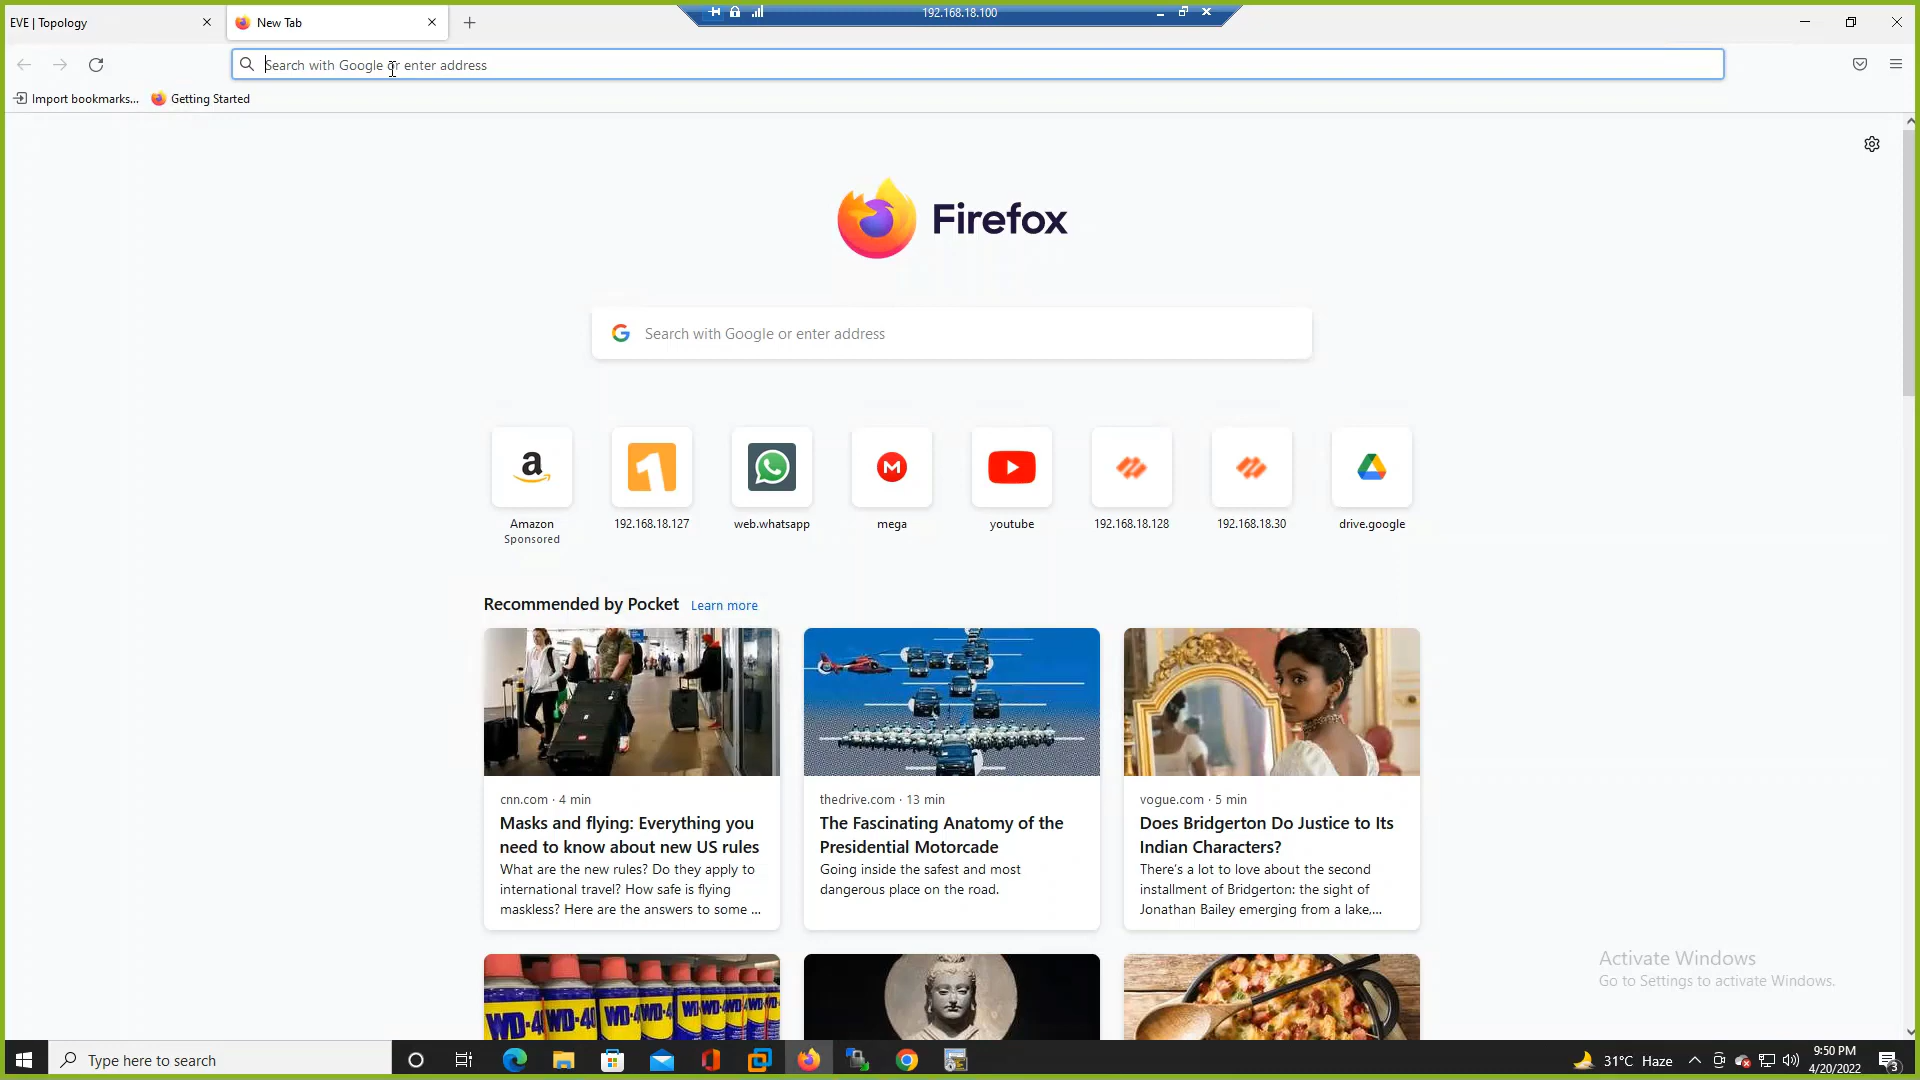 EVE | Topology
New Tab
192.168.18.100
Search with Google or enter address
Import bookmarks...
Getting Started
Firefox
Search with Google or enter address
Amazon
Sponsored
192.168.18.127
web.whatsapp
mega
youtube
192.168.18.128
192.168.18.30
drive.google
Recommended by Pocket Learn more
cnn.com · 4 min
Masks and flying: Everything you
need to know about new US rules
What are the new rules? Do they apply to
international travel? How safe is flying
maskless? Here are the answers to some ...
thedrive.com · 13 min
The Fascinating Anatomy of the
Presidential Motorcade
Going inside the safest and most
dangerous place on the road.
vogue.com · 5 min
Does Bridgerton Do Justice to Its
Indian Characters?
There's a lot to love about the second
installment of Bridgerton: the sight of
Jonathan Bailey emerging from a lake,...
Activate Windows
Go to Settings to activate Windows.
Type here to search
31°C Haze
9:50 PM
4/20/2022
3